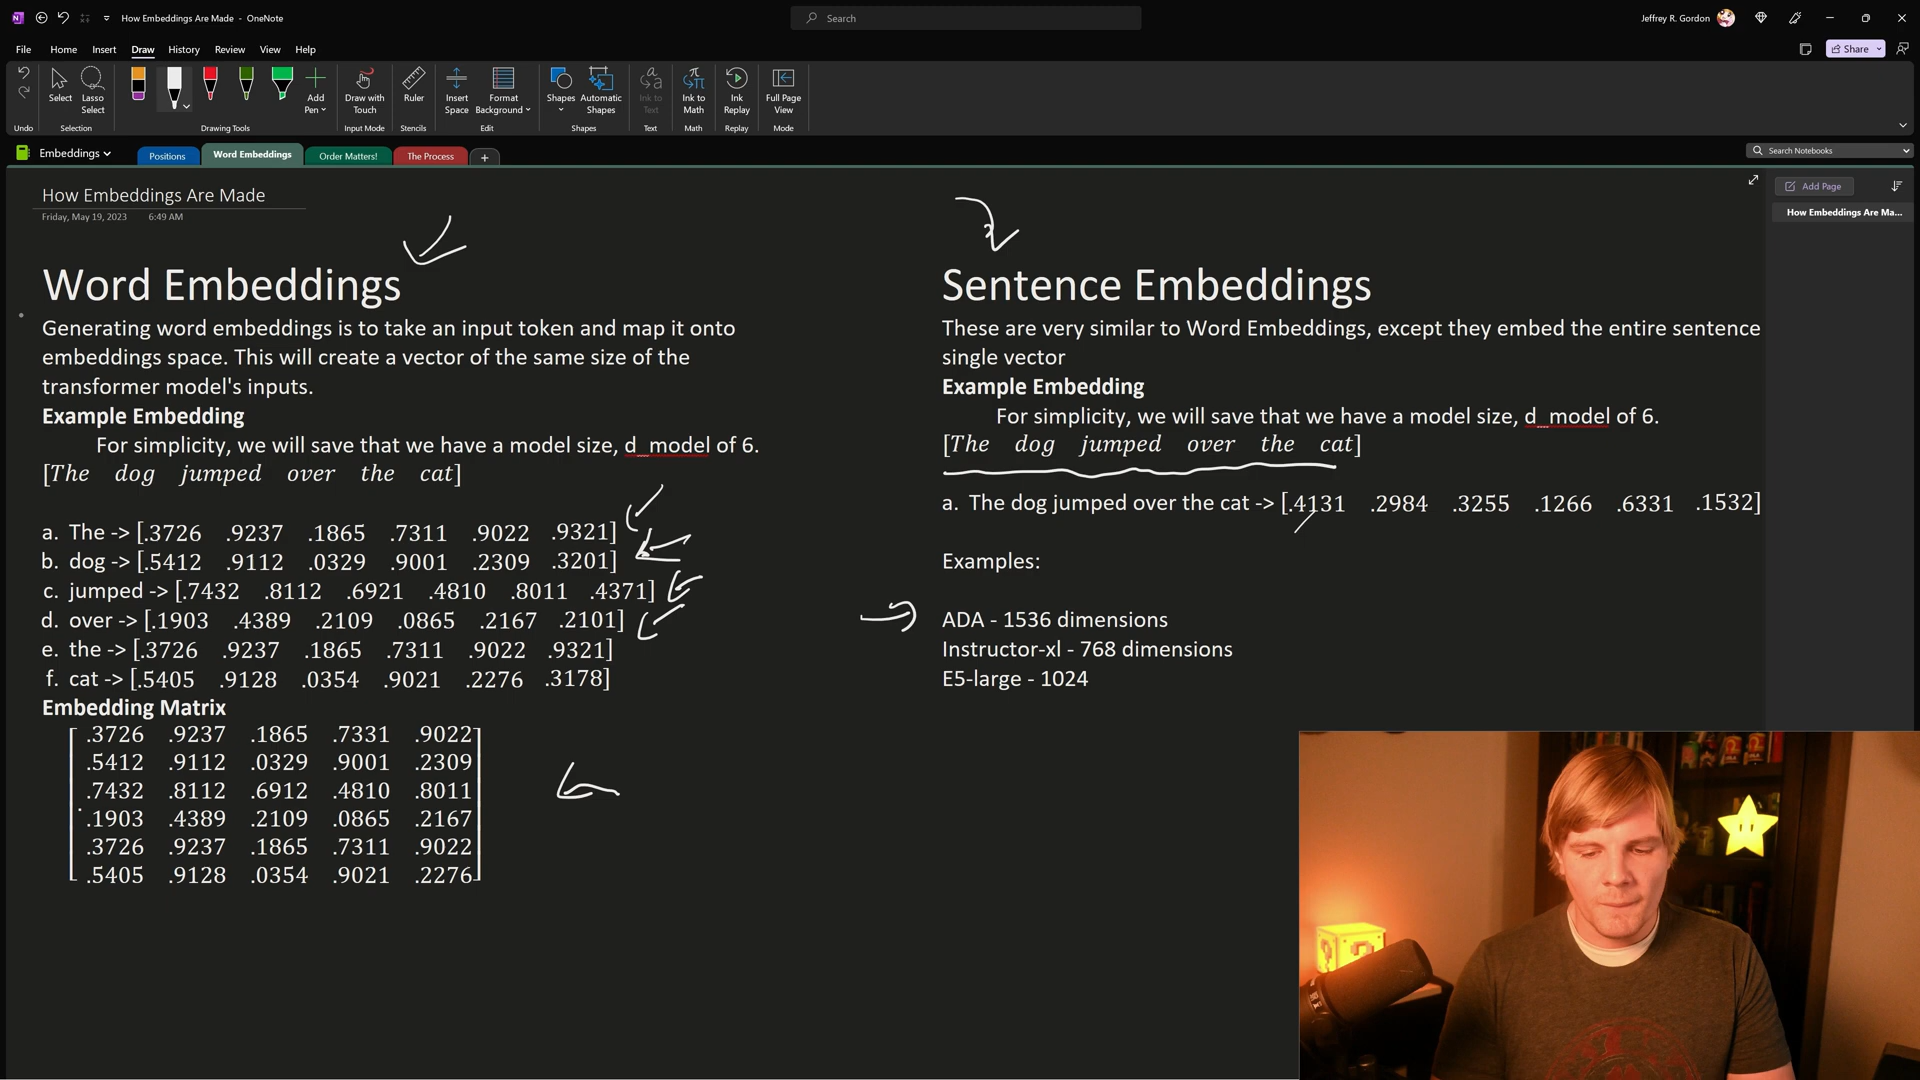 How Embeddings Are Made - OneNote
Search
Jeffrey R. Gordon
File Home Insert Draw History Review View Help
Share
Undo
Select
Lasso Select
Selection
Drawing Tools
Add Pen
Draw with Touch
Input Mode
Ruler
Stencils
Insert Space
Format Background
Edit
Shapes
Automatic Shapes
Shapes
Ink to Text
Text
Ink to Math
Math
Ink Replay
Replay
Full Page View
Mode
Embeddings
Positions
Word Embeddings
Order Matters!
The Process
+
Search Notebooks
Add Page
How Embeddings Are Ma...
How Embeddings Are Made
Friday, May 19, 2023 6:49 AM
Word Embeddings
Generating word embeddings is to take an input token and map it onto
embeddings space. This will create a vector of the same size of the
transformer model's inputs.
Example Embedding
For simplicity, we will save that we have a model size, d_model of 6.
[The dog jumped over the cat]
a. The -> [.3726 .9237 .1865 .7311 .9022 .9321]
b. dog -> [.5412 .9112 .0329 .9001 .2309 .3201]
c. jumped -> [.7432 .8112 .6921 .4810 .8011 .4371]
d. over -> [.1903 .4389 .2109 .0865 .2167 .2101]
e. the -> [.3726 .9237 .1865 .7311 .9022 .9321]
f. cat -> [.5405 .9128 .0354 .9021 .2276 .3178]
Embedding Matrix
.3726 .9237 .1865 .7331 .9022
.5412 .9112 .0329 .9001 .2309
.7432 .8112 .6912 .4810 .8011
.1903 .4389 .2109 .0865 .2167
.3726 .9237 .1865 .7311 .9022
.5405 .9128 .0354 .9021 .2276
Sentence Embeddings
These are very similar to Word Embeddings, except they embed the entire sentence
single vector
Example Embedding
For simplicity, we will save that we have a model size, d_model of 6.
[The dog jumped over the cat]
a. The dog jumped over the cat -> [.4131 .2984 .3255 .1266 .6331 .1532]
Examples:
ADA - 1536 dimensions
Instructor-xl - 768 dimensions
E5-large - 1024